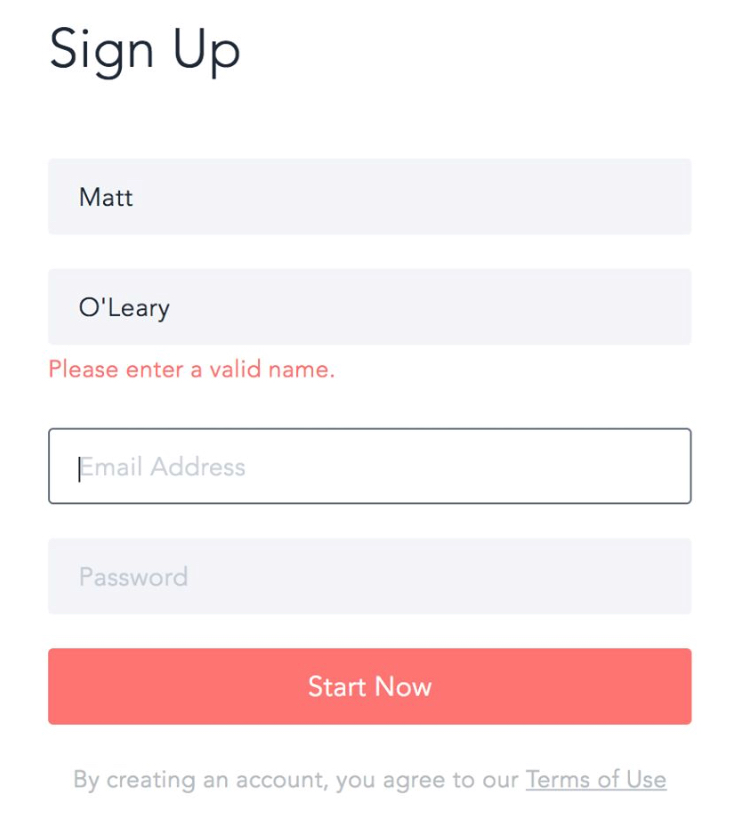 Sign Up
Matt
O'Leary
Please enter a valid name.
Email Address
Password
Start Now
By creating an account, you agree to our Terms of Use